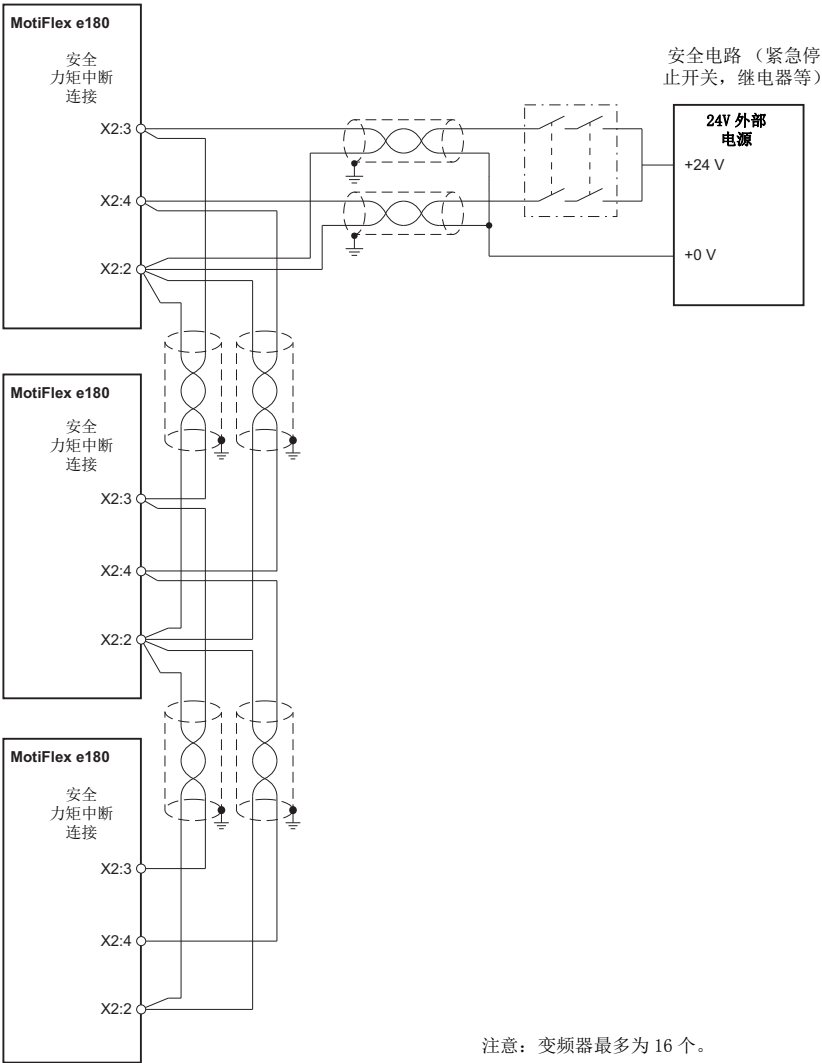 MotiFlex e180
安全
力矩中断
连接
X2:3
X2:4
X2:2
安全电路 （紧急停
止开关，继电器等）
24V 外部
电源
+24 V
+0 V
MotiFlex e180
安全
力矩中断
连接
X2:3
X2:4
X2:2
MotiFlex e180
安全
力矩中断
连接
X2:3
X2:4
X2:2
注意：变频器最多为 16 个。